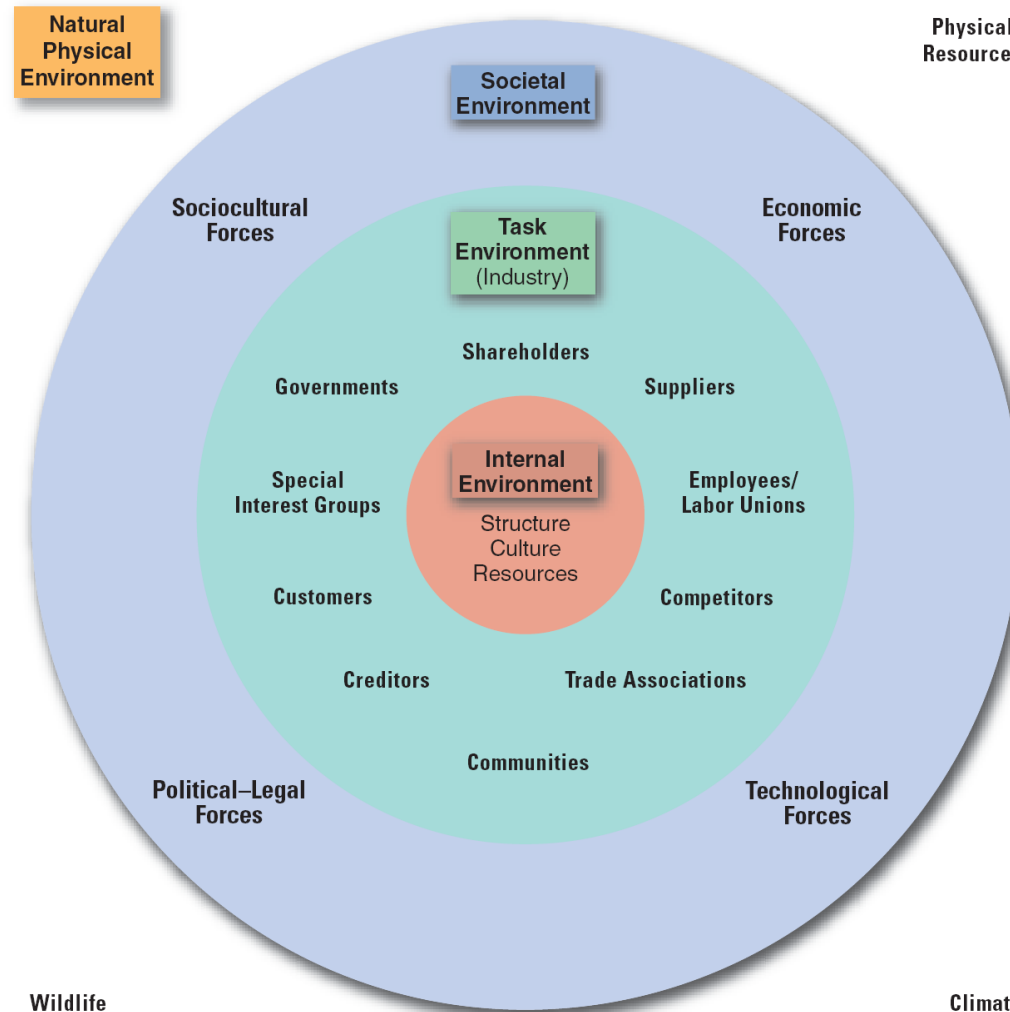 Natural
Physical
Environment
Physical
Resource
Societal
Environment
Sociocultural
Forces
Economic
Forces
Task
Environment
(Industry)
Shareholders
Governments
Suppliers
Internal
Environment
Special
Interest Groups
Employees/
Labor Unions
Structure
Culture
Resources
Customers
Competitors
Creditors
Trade Associations
Communities
Political–Legal
Forces
Technological
Forces
Wildlife
Climat